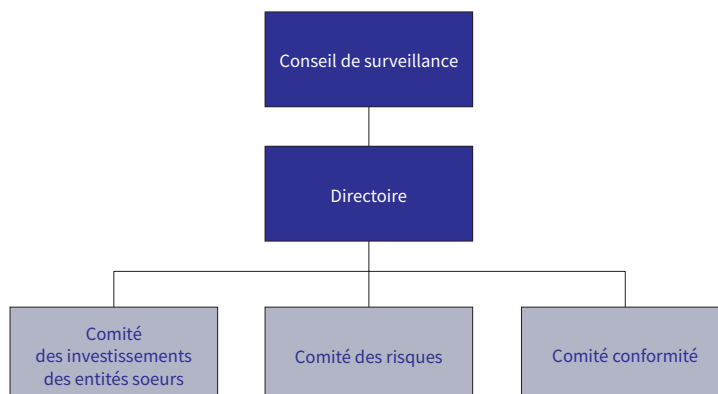 Conseil de surveillance
Directoire
Comité
des investissements
des entités soeurs
Comité des risques
Comité conformité